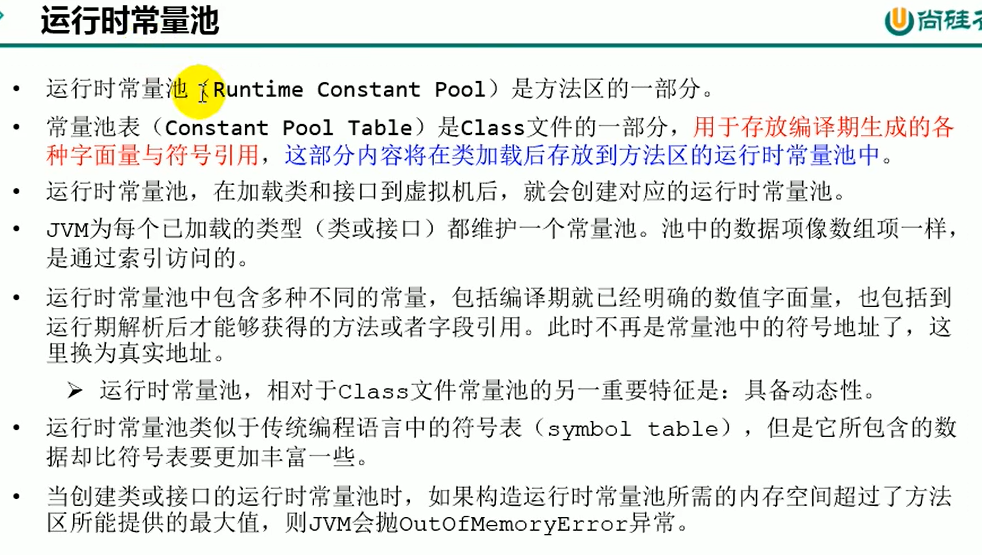 运行时常量池
尚硅
• 运行时常量池（Runtime Constant Pool）是方法区的一部分。
• 常量池表（Constant Pool Table）是Class文件的一部分，用于存放编译期生成的各
种字面量与符号引用，这部分内容将在类加载后存放到方法区的运行时常量池中。
• 运行时常量池，在加载类和接口到虚拟机后，就会创建对应的运行时常量池。
• JVM为每个已加载的类型（类或接口）都维护一个常量池。池中的数据项像数组项一样，
是通过索引访问的。
• 运行时常量池中包含多种不同的常量，包括编译期就已经明确的数值字面量，也包括到
运行期解析后才能够获得的方法或者字段引用。此时不再是常量池中的符号地址了，这
里换为真实地址。
➢ 运行时常量池，相对于Class文件常量池的另一重要特征是：具备动态性。
• 运行时常量池类似于传统编程语言中的符号表（symbol table），但是它所包含的数
据却比符号表要更加丰富一些。
• 当创建类或接口的运行时常量池时，如果构造运行时常量池所需的内存空间超过了方法
区所能提供的最大值，则JVM会抛OutOfMemoryError异常。